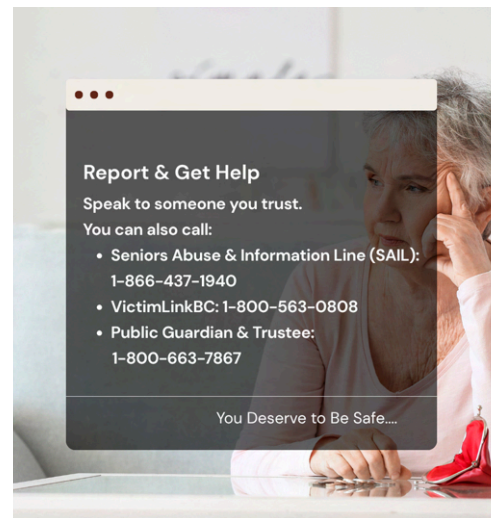 Report & Get Help
Speak to someone you trust.
You can also call:
• Seniors Abuse & Information Line (SAIL):
1-866-437-1940
• VictimLinkBC: 1-800-563-0808
• Public Guardian & Trustee:
1-800-663-7867
You Deserve to Be Safe....